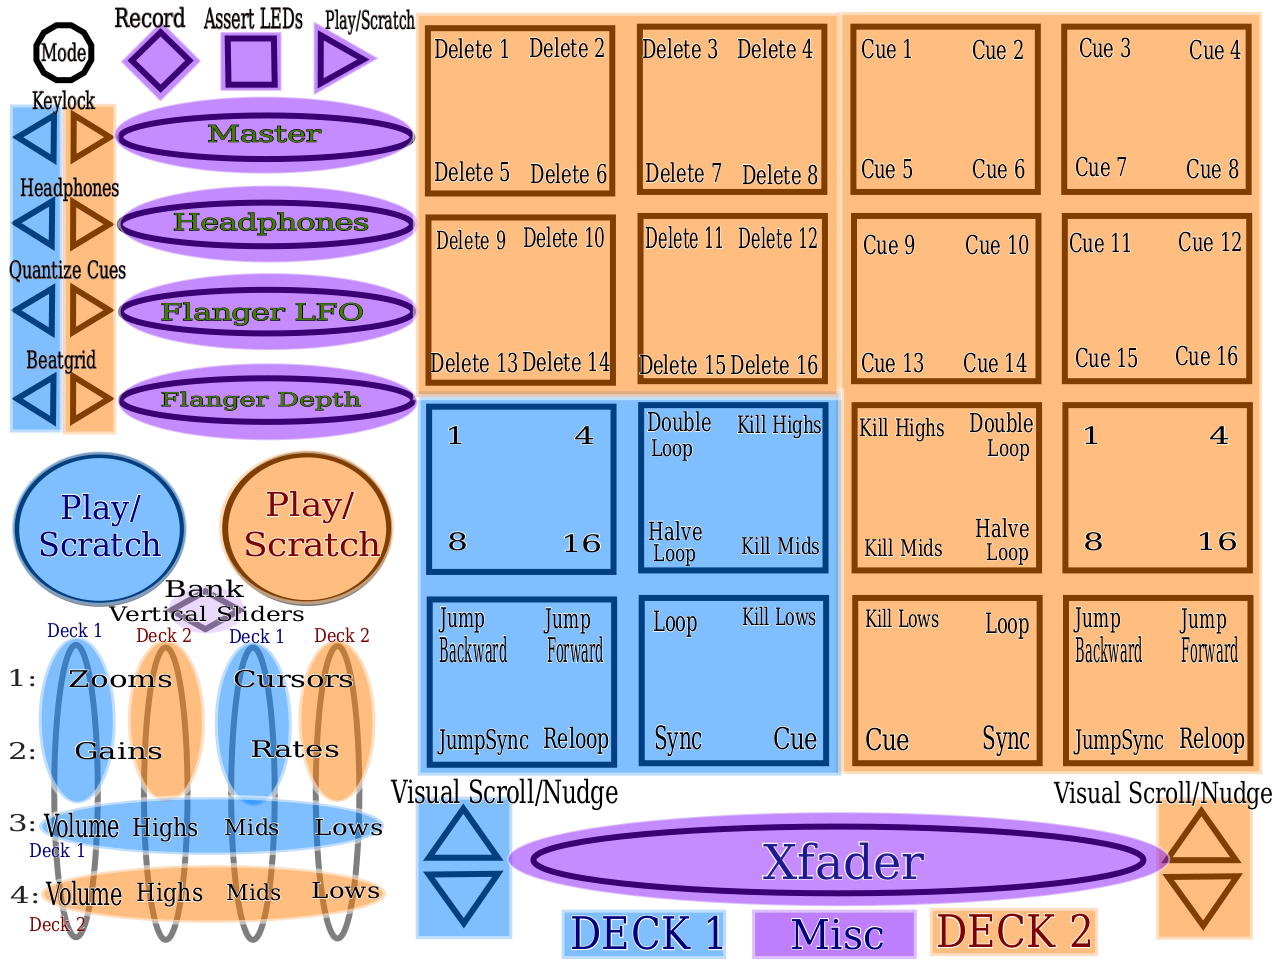 Mode
Record
Assert LEDs
Play/Scratch
Keylock
Master
Headphones
Headphones
Quantize Cues
Flanger LFO
Beatgrid
Flanger Depth
Play/
Scratch
Play/
Scratch
Bank
Vertical Sliders
Deck 1
Deck 2
Deck 1
Deck 2
1:
Zooms
Cursors
2:
Gains
Rates
3:
Volume
Highs
Mids
Lows
Deck 1
4:
Volume
Highs
Mids
Lows
Deck 2
Delete 1
Delete 2
Delete 3
Delete 4
Delete 5
Delete 6
Delete 7
Delete 8
Delete 9
Delete 10
Delete 11
Delete 12
Delete 13
Delete 14
Delete 15
Delete 16
Cue 1
Cue 2
Cue 3
Cue 4
Cue 5
Cue 6
Cue 7
Cue 8
Cue 9
Cue 10
Cue 11
Cue 12
Cue 13
Cue 14
Cue 15
Cue 16
1
4
8
16
Double
Loop
Kill Highs
Halve
Loop
Kill Mids
Kill Highs
Double
Loop
Kill Mids
Halve
Loop
1
4
8
16
Jump
Backward
Jump
Forward
JumpSync
Reloop
Loop
Kill Lows
Sync
Cue
Kill Lows
Loop
Cue
Sync
Jump
Backward
Jump
Forward
JumpSync
Reloop
Visual Scroll/Nudge
Visual Scroll/Nudge
Xfader
DECK 1
Misc
DECK 2